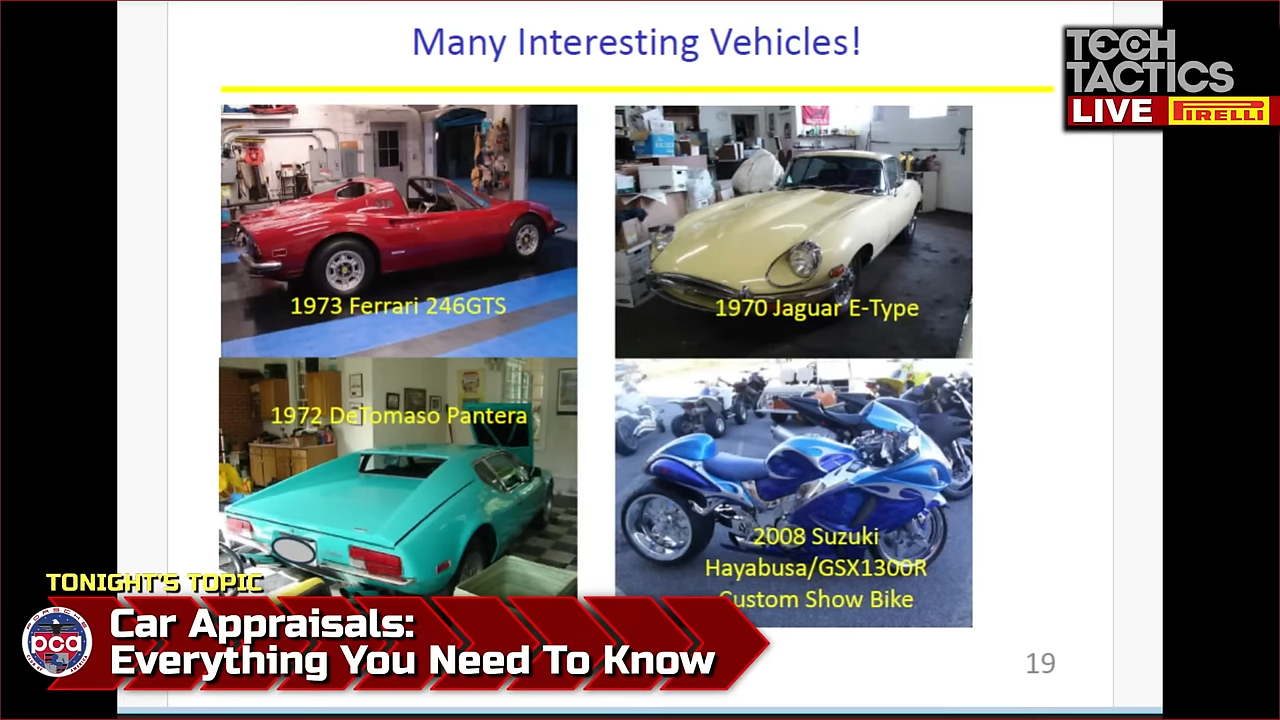 Many Interesting Vehicles!
TECH
TACTICS
LIVE PIRELLI
1973 Ferrari 246GTS
1970 Jaguar E-Type
1972 DeTomaso Pantera
2008 Suzuki
Hayabusa/GSX1300R
Custom Show Bike
TONIGHT'S TOPIC
PORSCHE
pca
Car Appraisals:
Everything You Need To Know
19